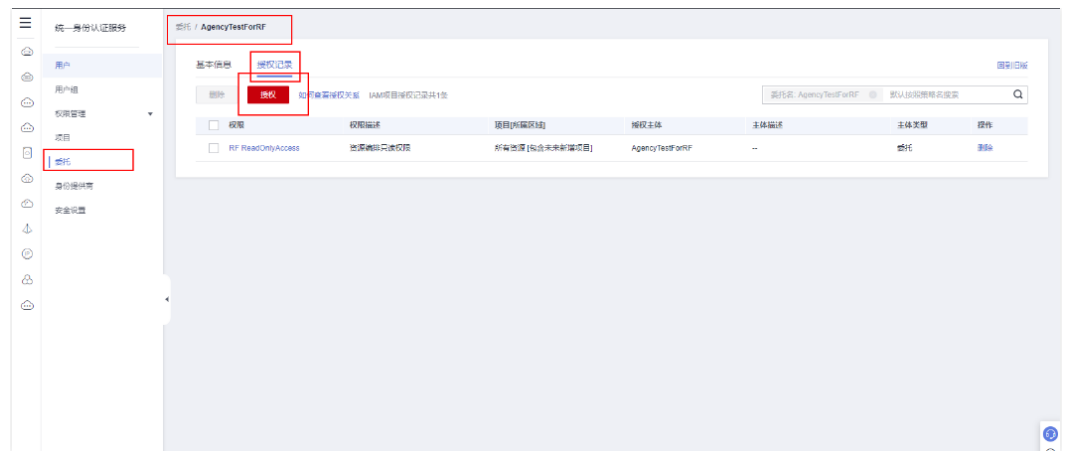 统一身份认证服务
用户
用户组
权限管理
项目
委托
身份提供商
安全设置
委托 / AgencyTestForRF
基本信息 授权记录 回到旧版
删除 授权 如何查看授权关系 IAM项目授权记录共1条 委托名: AgencyTestForRF 默认按照策略名搜索
权限 权限描述 项目[所属区域] 授权主体 主体描述 主体类型 操作
RF ReadOnlyAccess 资源编排只读权限 所有资源 [包含未来新增项目] AgencyTestForRF -- 委托 删除